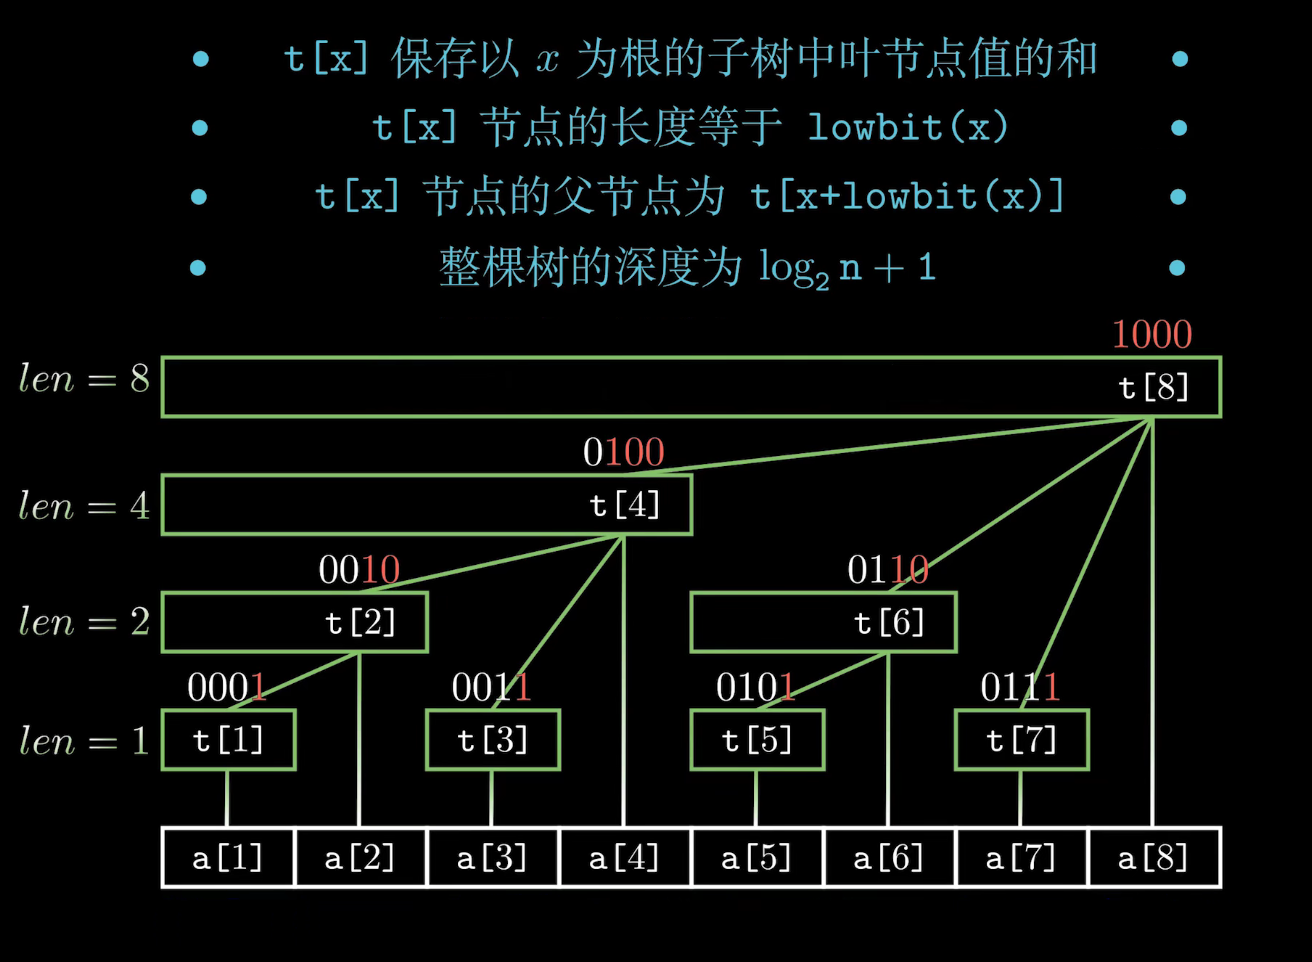 • t[x] 保存以 x 为根的子树中叶节点值的和 •
• t[x] 节点的长度等于 lowbit(x) •
• t[x] 节点的父节点为 t[x+lowbit(x)] •
• 整棵树的深度为 log₂ n + 1 •
1000
len = 8 t[8]
0100
len = 4 t[4]
0010 0110
len = 2 t[2] t[6]
0001 0011 0101 0111
len = 1 t[1] t[3] t[5] t[7]
a[1] a[2] a[3] a[4] a[5] a[6] a[7] a[8]